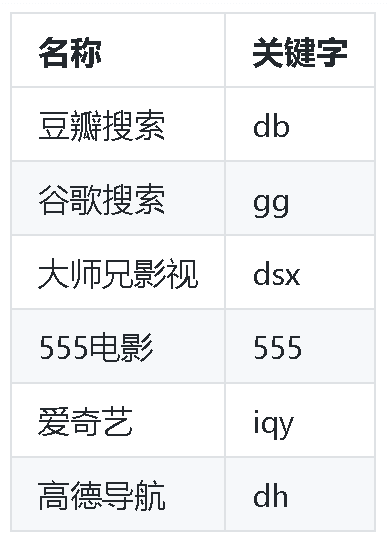 名称 关键字
豆瓣搜索 db
谷歌搜索 gg
大师兄影视 dsx
555电影 555
爱奇艺 iqy
高德导航 dh